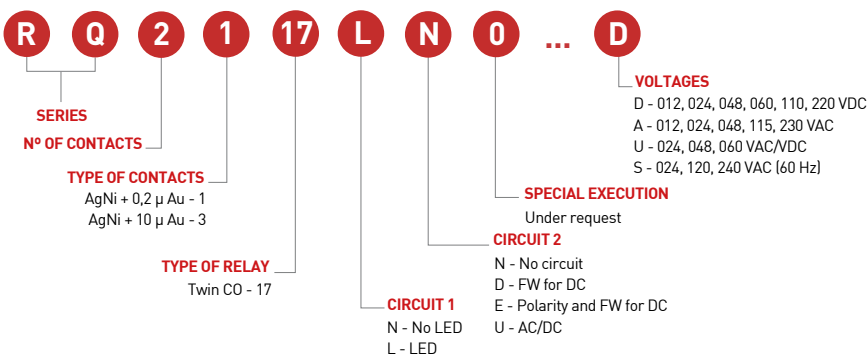 R Q 2 1 17 L N 0 ... D
SERIES
Nº OF CONTACTS
TYPE OF CONTACTS
AgNi + 0,2 µ Au - 1
AgNi + 10 µ Au - 3
TYPE OF RELAY
Twin CO - 17
CIRCUIT 1
N - No LED
L - LED
CIRCUIT 2
N - No circuit
D - FW for DC
E - Polarity and FW for DC
U - AC/DC
SPECIAL EXECUTION
Under request
VOLTAGES
D - 012, 024, 048, 060, 110, 220 VDC
A - 012, 024, 048, 115, 230 VAC
U - 024, 048, 060 VAC/VDC
S - 024, 120, 240 VAC (60 Hz)